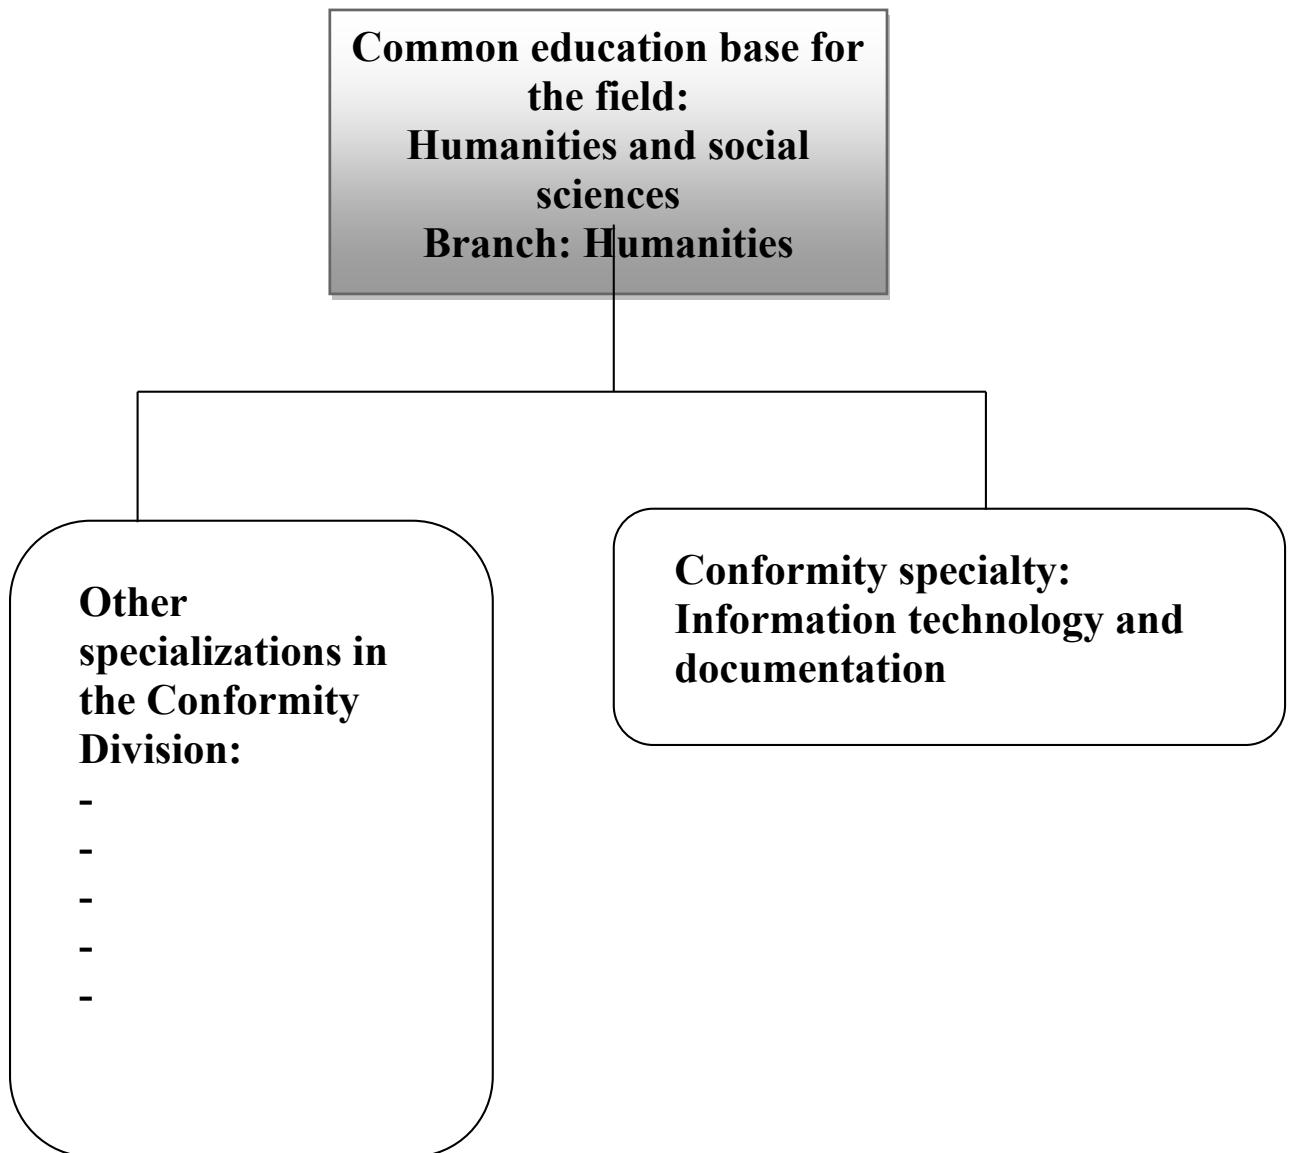 Common education base for
the field:
Humanities and social
sciences
Branch: Humanities
Other
specializations in
the Conformity
Division:
-
-
-
-
-
Conformity specialty:
Information technology and
documentation